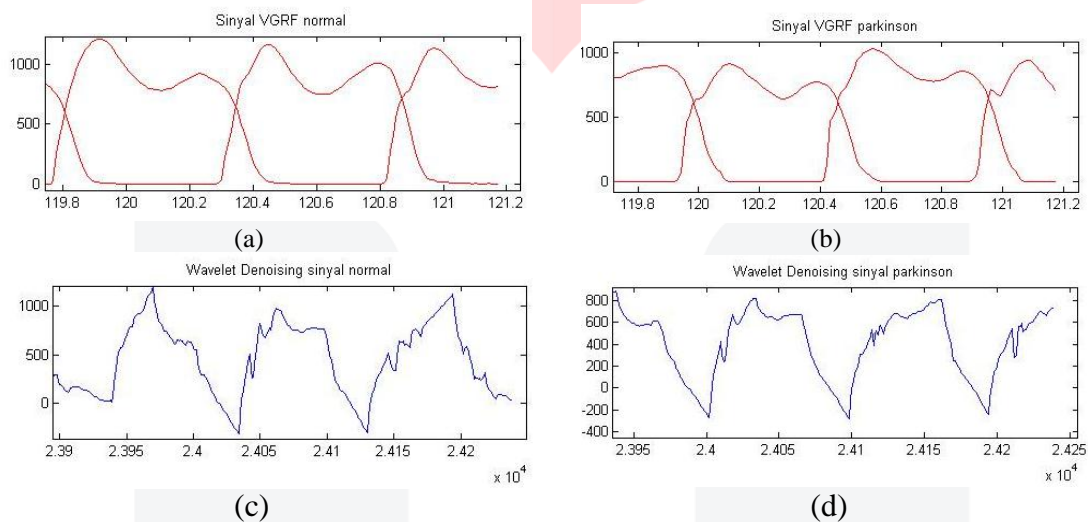 Sinyal VGRF normal
1000
500
0
119.8 120 120.2 120.4 120.6 120.8 121 121.2
(a)
Sinyal VGRF parkinson
1000
500
0
119.8 120 120.2 120.4 120.6 120.8 121 121.2
(b)
Wavelet Denoising sinyal normal
1000
500
0
2.39 2.395 2.4 2.405 2.41 2.415 2.42
x 10^4
(c)
Wavelet Denoising sinyal parkinson
800
600
400
200
0
-200
-400
2.395 2.4 2.405 2.41 2.415 2.42 2.425
x 10^4
(d)